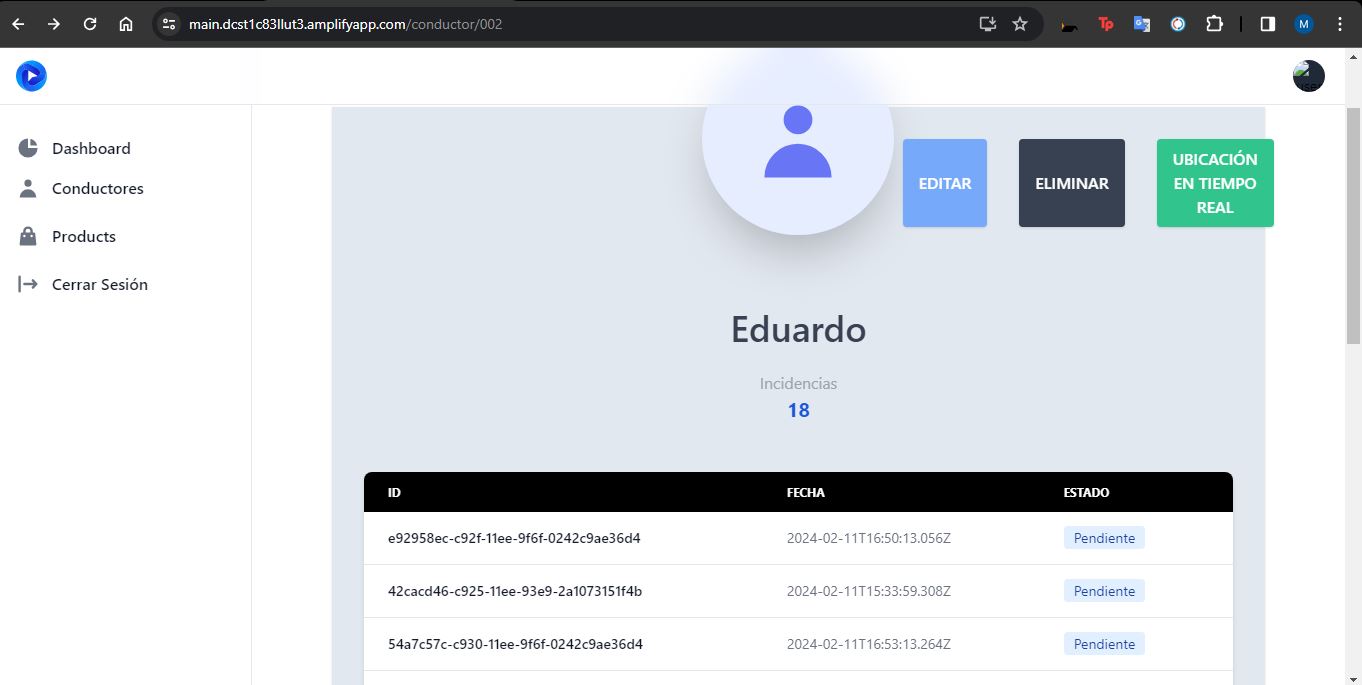 main.dcst1c83llut3.amplifyapp.com/conductor/002
Tp
G
M
Dashboard
Conductores
Products
Cerrar Sesión
EDITAR
ELIMINAR
UBICACIÓN
EN TIEMPO
REAL
Eduardo
Incidencias
18
ID FECHA ESTADO
e92958ec-c92f-11ee-9f6f-0242c9ae36d4 2024-02-11T16:50:13.056Z Pendiente
42cacd46-c925-11ee-93e9-2a1073151f4b 2024-02-11T15:33:59.308Z Pendiente
54a7c57c-c930-11ee-9f6f-0242c9ae36d4 2024-02-11T16:53:13.264Z Pendiente